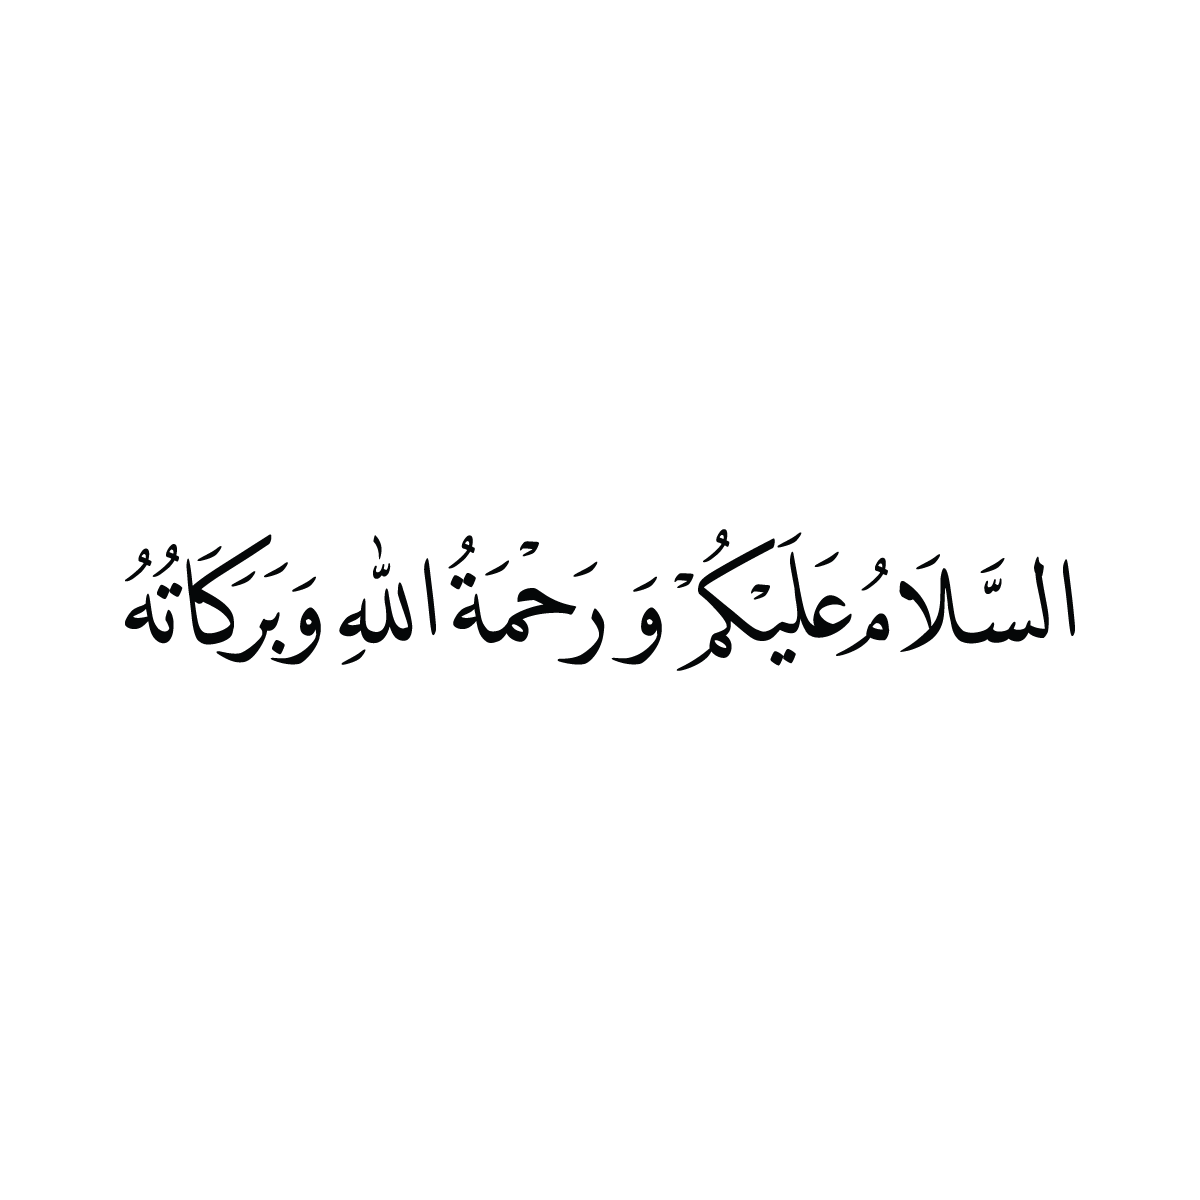 السَّلَامُ عَلَيْكُمْ وَ رَحْمَةُ اللهِ وَبَرَكَاتُهُ